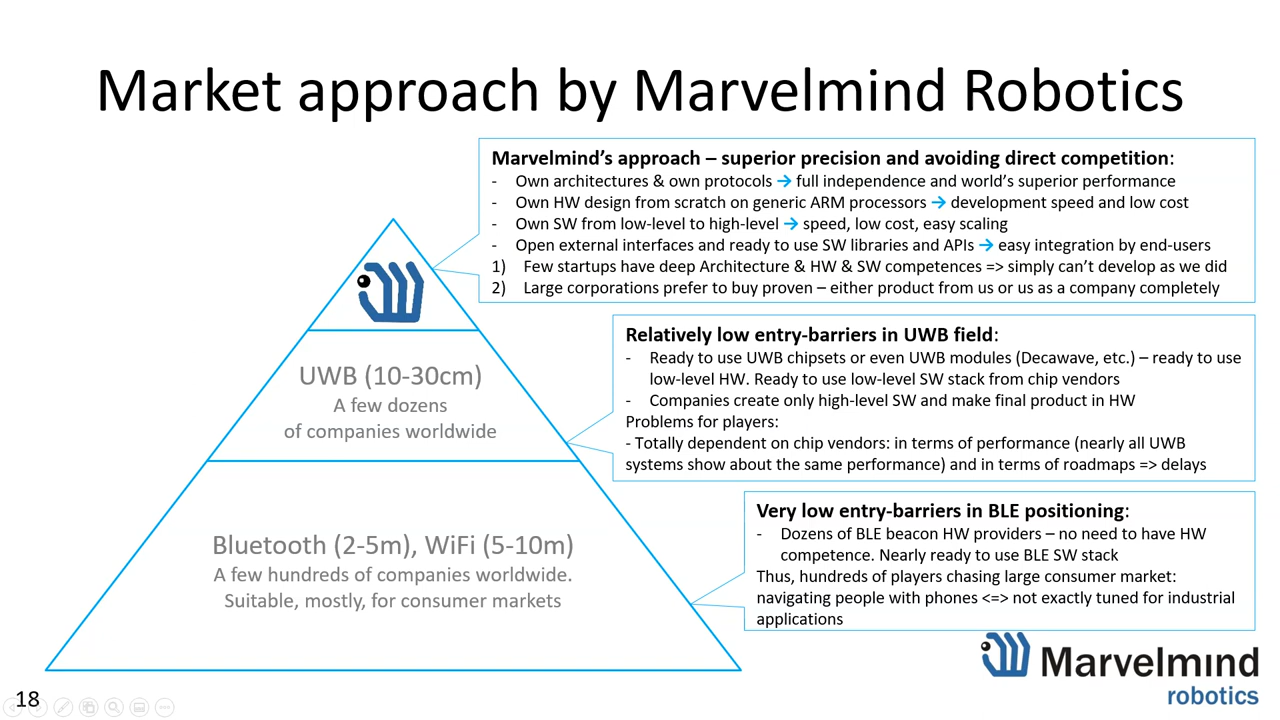 Market approach by Marvelmind Robotics
Marvelmind’s approach – superior precision and avoiding direct competition:
- Own architectures & own protocols → full independence and world’s superior performance
- Own HW design from scratch on generic ARM processors → development speed and low cost
- Own SW from low-level to high-level → speed, low cost, easy scaling
- Open external interfaces and ready to use SW libraries and APIs → easy integration by end-users
1) Few startups have deep Architecture & HW & SW competences => simply can’t develop as we did
2) Large corporations prefer to buy proven – either product from us or us as a company completely
UWB (10-30cm)
A few dozens
of companies worldwide
Relatively low entry-barriers in UWB field:
- Ready to use UWB chipsets or even UWB modules (Decawave, etc.) – ready to use
low-level HW. Ready to use low-level SW stack from chip vendors
- Companies create only high-level SW and make final product in HW
Problems for players:
- Totally dependent on chip vendors: in terms of performance (nearly all UWB
systems show about the same performance) and in terms of roadmaps => delays
Bluetooth (2-5m), WiFi (5-10m)
A few hundreds of companies worldwide.
Suitable, mostly, for consumer markets
Very low entry-barriers in BLE positioning:
- Dozens of BLE beacon HW providers – no need to have HW
competence. Nearly ready to use BLE SW stack
Thus, hundreds of players chasing large consumer market:
navigating people with phones <=> not exactly tuned for industrial
applications
Marvelmind
robotics
18